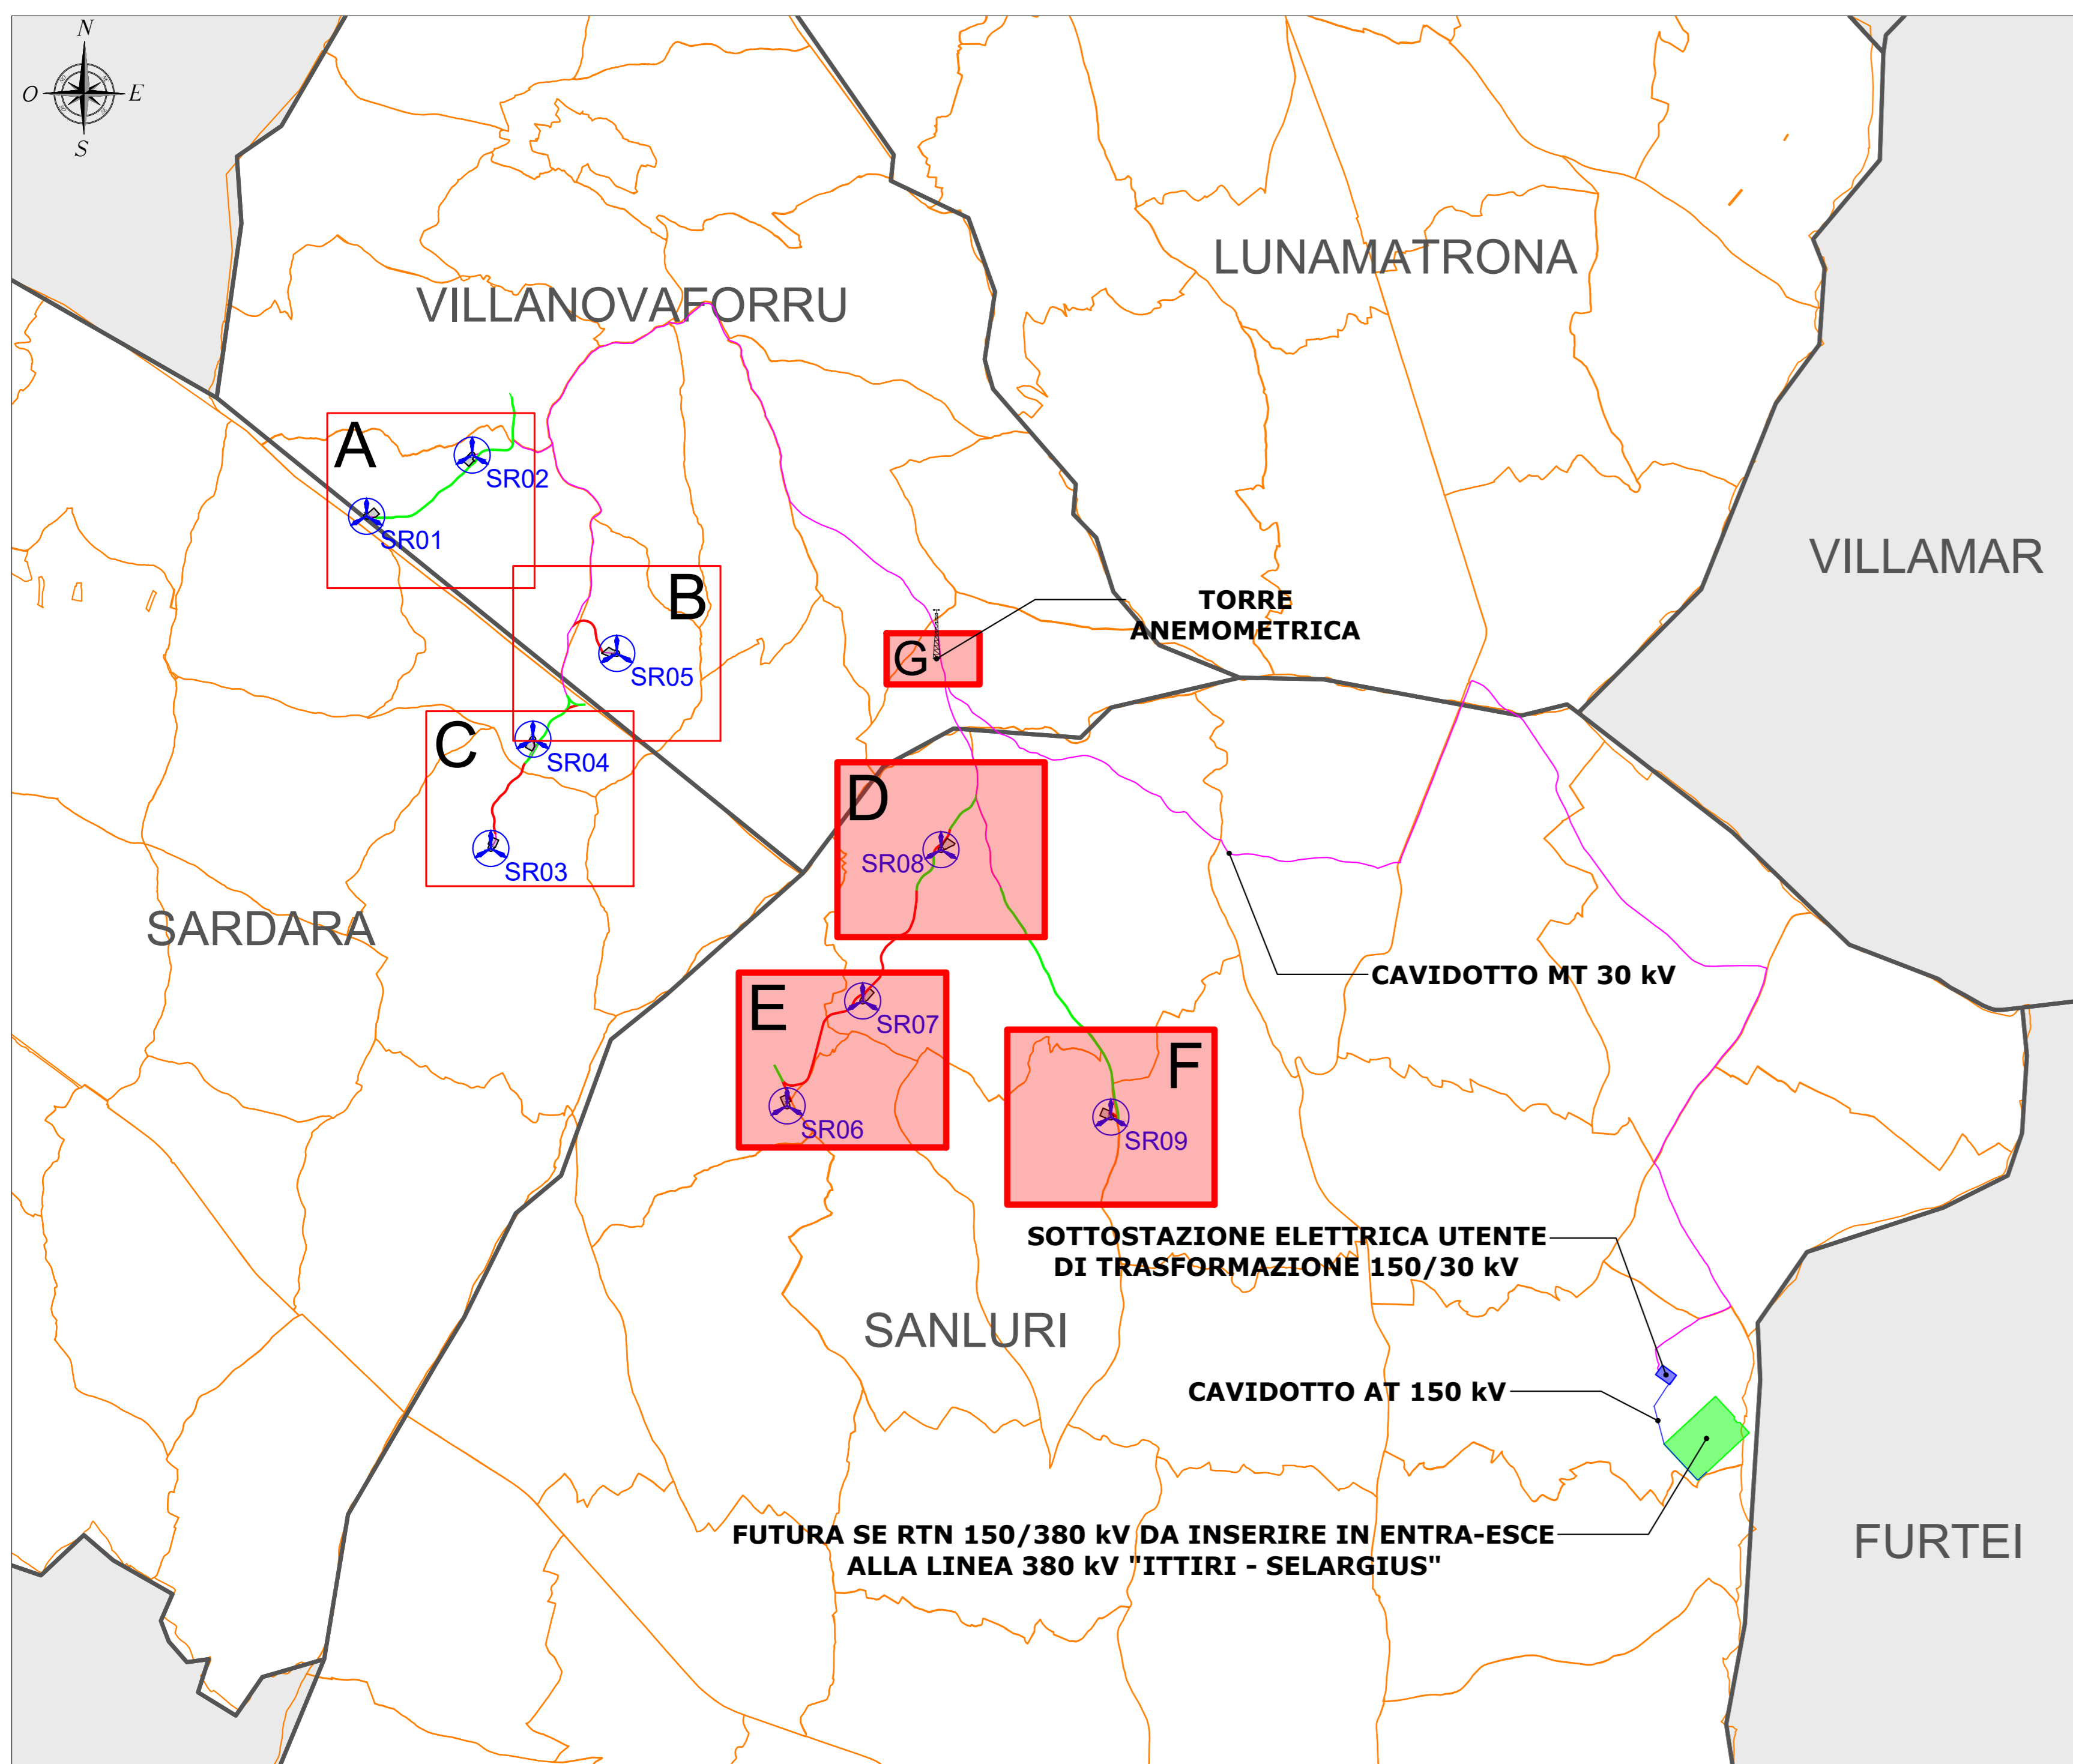 N
O
E
S
LUNAMATRONA
VILLANOVAFORRU
A
SR02
SR01
VILLAMAR
B
TORRE
ANEMOMETRICA
G
SR05
C
SR04
D
SR08
SR03
SARDARA
CAVIDOTTO MT 30 kV
E
SR07
F
SR06
SR09
SOTTOSTAZIONE ELETTRICA UTENTE
DI TRASFORMAZIONE 150/30 kV
SANLURI
CAVIDOTTO AT 150 kV
FUTURA SE RTN 150/380 kV DA INSERIRE IN ENTRA-ESCE
ALLA LINEA 380 kV "ITTIRI - SELARGIUS"
FURTEI